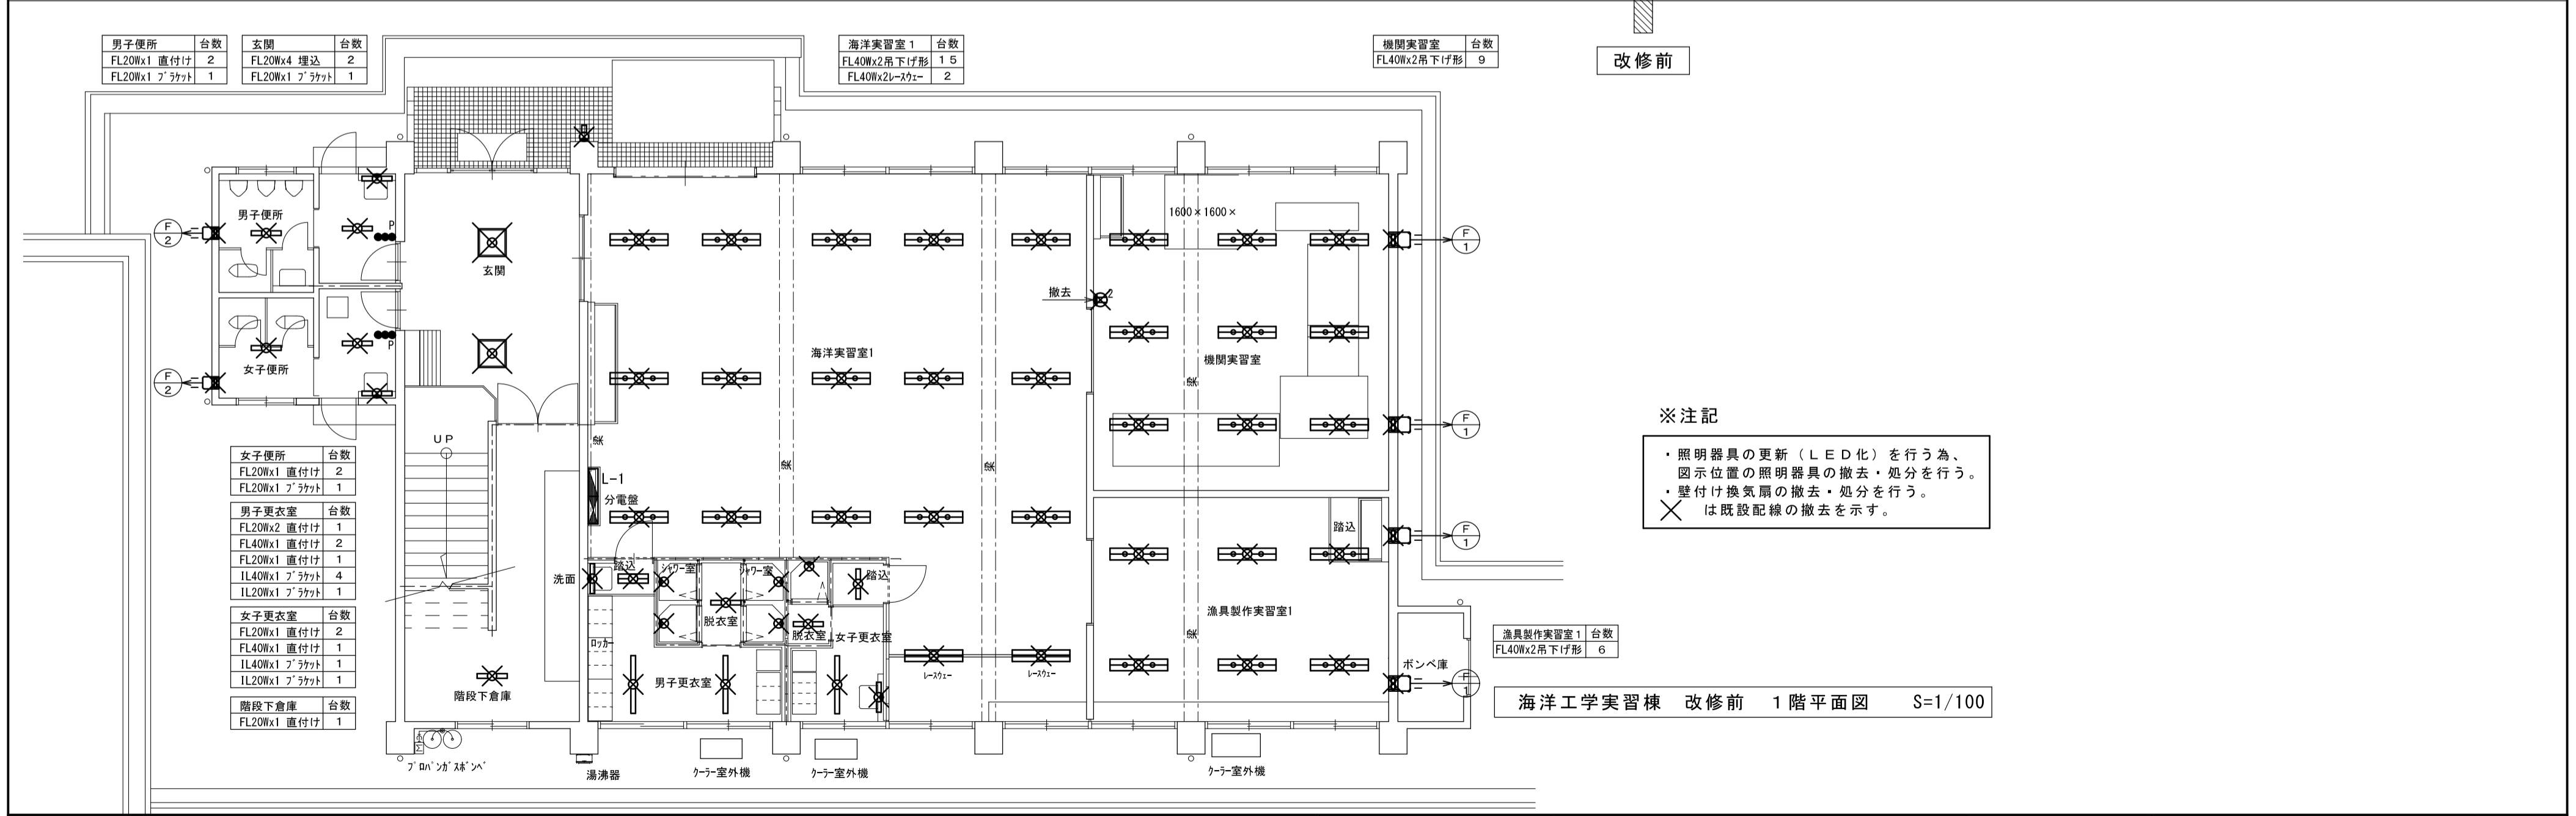 男子便所 台数
FL20Wx1 直付け 2
FL20Wx1 ﾌﾞﾗｹｯﾄ 1
玄関 台数
FL20Wx4 埋込 2
FL20Wx1 ﾌﾞﾗｹｯﾄ 1
海洋実習室１ 台数
FL40Wx2吊下げ形 １５
FL40Wx2ﾚｰｽｳｪｰ 2
機関実習室 台数
FL40Wx2吊下げ形 9
改修前
男子便所
P
F
2
玄関
1600×1600×
F
1
撤去
2
P
女子便所
F
2
海洋実習室1
機関実習室
梁
F
1
UP
梁
梁
梁
L-1
分電盤
※注記
・照明器具の更新（ＬＥＤ化）を行う為、
図示位置の照明器具の撤去・処分を行う。
・壁付け換気扇の撤去・処分を行う。
は既設配線の撤去を示す。
女子便所 台数
FL20Wx1 直付け 2
FL20Wx1 ﾌﾞﾗｹｯﾄ 1
男子更衣室 台数
FL20Wx2 直付け 1
FL40Wx1 直付け 2
FL20Wx1 直付け 1
IL40Wx1 ﾌﾞﾗｹｯﾄ 4
IL20Wx1 ﾌﾞﾗｹｯﾄ 1
女子更衣室 台数
FL20Wx1 直付け 2
FL40Wx1 直付け 1
IL40Wx1 ﾌﾞﾗｹｯﾄ 1
IL20Wx1 ﾌﾞﾗｹｯﾄ 1
階段下倉庫 台数
FL20Wx1 直付け 1
踏込
F
1
洗面
踏込
ｼｬﾜｰ室
ｼｬﾜｰ室
踏込
脱衣室
脱衣室
女子更衣室
ﾛｯｶｰ
漁具製作実習室1
梁
男子更衣室
ﾚｰｽｳｪｰ
ﾚｰｽｳｪｰ
階段下倉庫
ボンベ庫
F
1
漁具製作実習室１ 台数
FL40Wx2吊下げ形 6
海洋工学実習棟 改修前 １階平面図 S=1/100
ﾌﾟﾛﾊﾟﾝｶﾞｽﾎﾞﾝﾍﾞ
湯沸器
ｸｰﾗｰ室外機
ｸｰﾗｰ室外機
ｸｰﾗｰ室外機